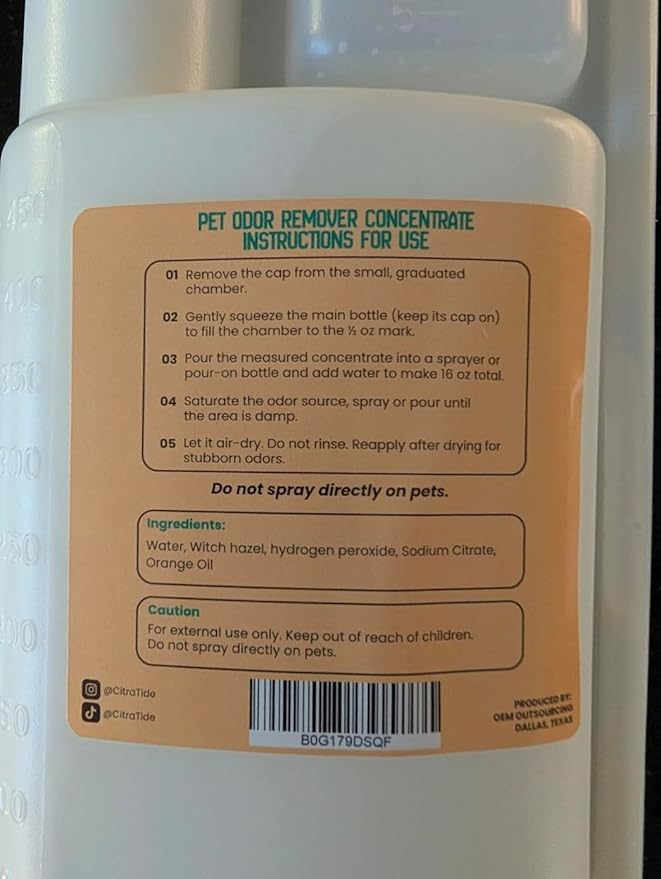 PET ODOR REMOVER CONCENTRATE
INSTRUCTIONS FOR USE
01 Remove the cap from the small, graduated
chamber.
02 Gently squeeze the main bottle (keep its cap on)
to fill the chamber to the ½ oz mark.
03 Pour the measured concentrate into a sprayer or
pour-on bottle and add water to make 16 oz total.
04 Saturate the odor source, spray or pour until
the area is damp.
05 Let it air-dry. Do not rinse. Reapply after drying for
stubborn odors.
Do not spray directly on pets.
Ingredients:
Water, Witch hazel, hydrogen peroxide, Sodium Citrate,
Orange Oil
Caution
For external use only. Keep out of reach of children.
Do not spray directly on pets.
@CitraTide
@CitraTide
B0G179DSQF
PRODUCED BY:
OEM OUTSOURCING
DALLAS, TEXAS
450
400
350
300
250